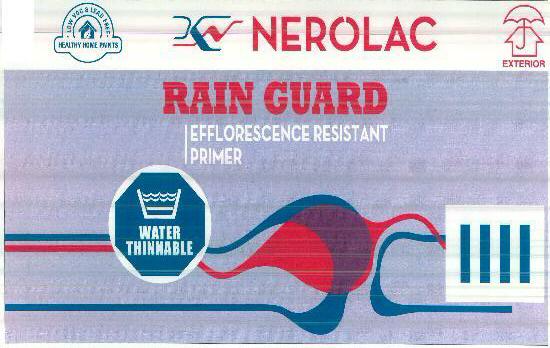 LOW VOC & LEAD FREE
HEALTHY HOME PAINTS
NEROLAC
EXTERIOR
RAIN GUARD
EFFLORESCENCE RESISTANT
PRIMER
WATER
THINNABLE